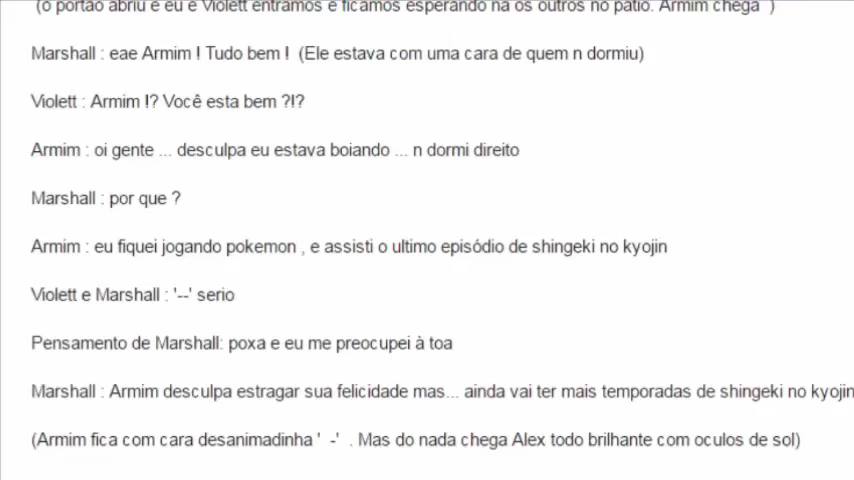 (o portão abriu e eu e Violett entramos e ficamos esperando na os outros no pátio. Armim chega  )
Marshall : eae Armim ! Tudo bem !  (Ele estava com uma cara de quem n dormiu)
Violett : Armim !? Você esta bem ?!?
Armim : oi gente ... desculpa eu estava boiando ... n dormi direito
Marshall : por que ?
Armim : eu fiquei jogando pokemon , e assisti o ultimo episódio de shingeki no kyojin
Violett e Marshall : '--' serio
Pensamento de Marshall: poxa e eu me preocupei à toa
Marshall : Armim desculpa estragar sua felicidade mas... ainda vai ter mais temporadas de shingeki no kyojin
(Armim fica com cara desanimadinha '  -'  . Mas do nada chega Alex todo brilhante com oculos de sol)